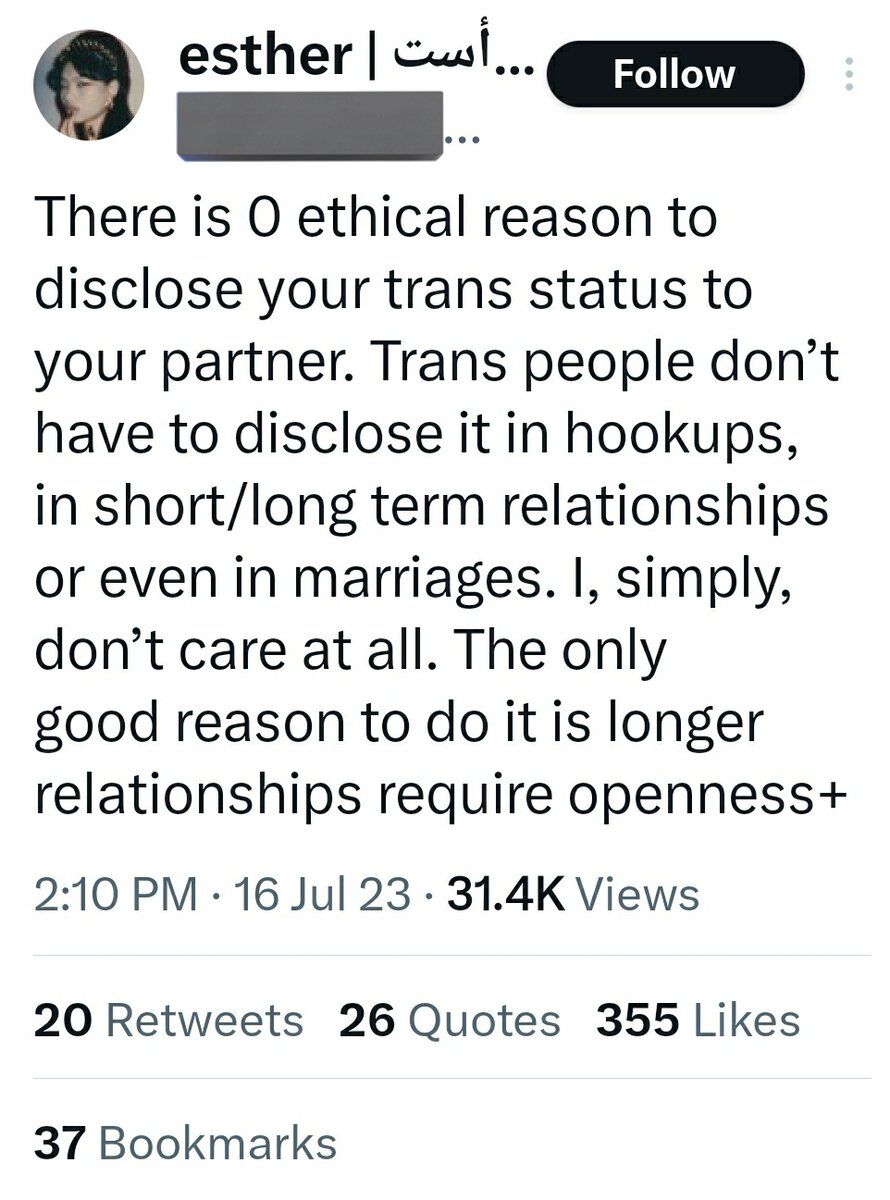 esther | أست...
Follow
...
There is 0 ethical reason to
disclose your trans status to
your partner. Trans people don’t
have to disclose it in hookups,
in short/long term relationships
or even in marriages. I, simply,
don’t care at all. The only
good reason to do it is longer
relationships require openness+
2:10 PM · 16 Jul 23 · 31.4K Views
20 Retweets 26 Quotes 355 Likes
37 Bookmarks